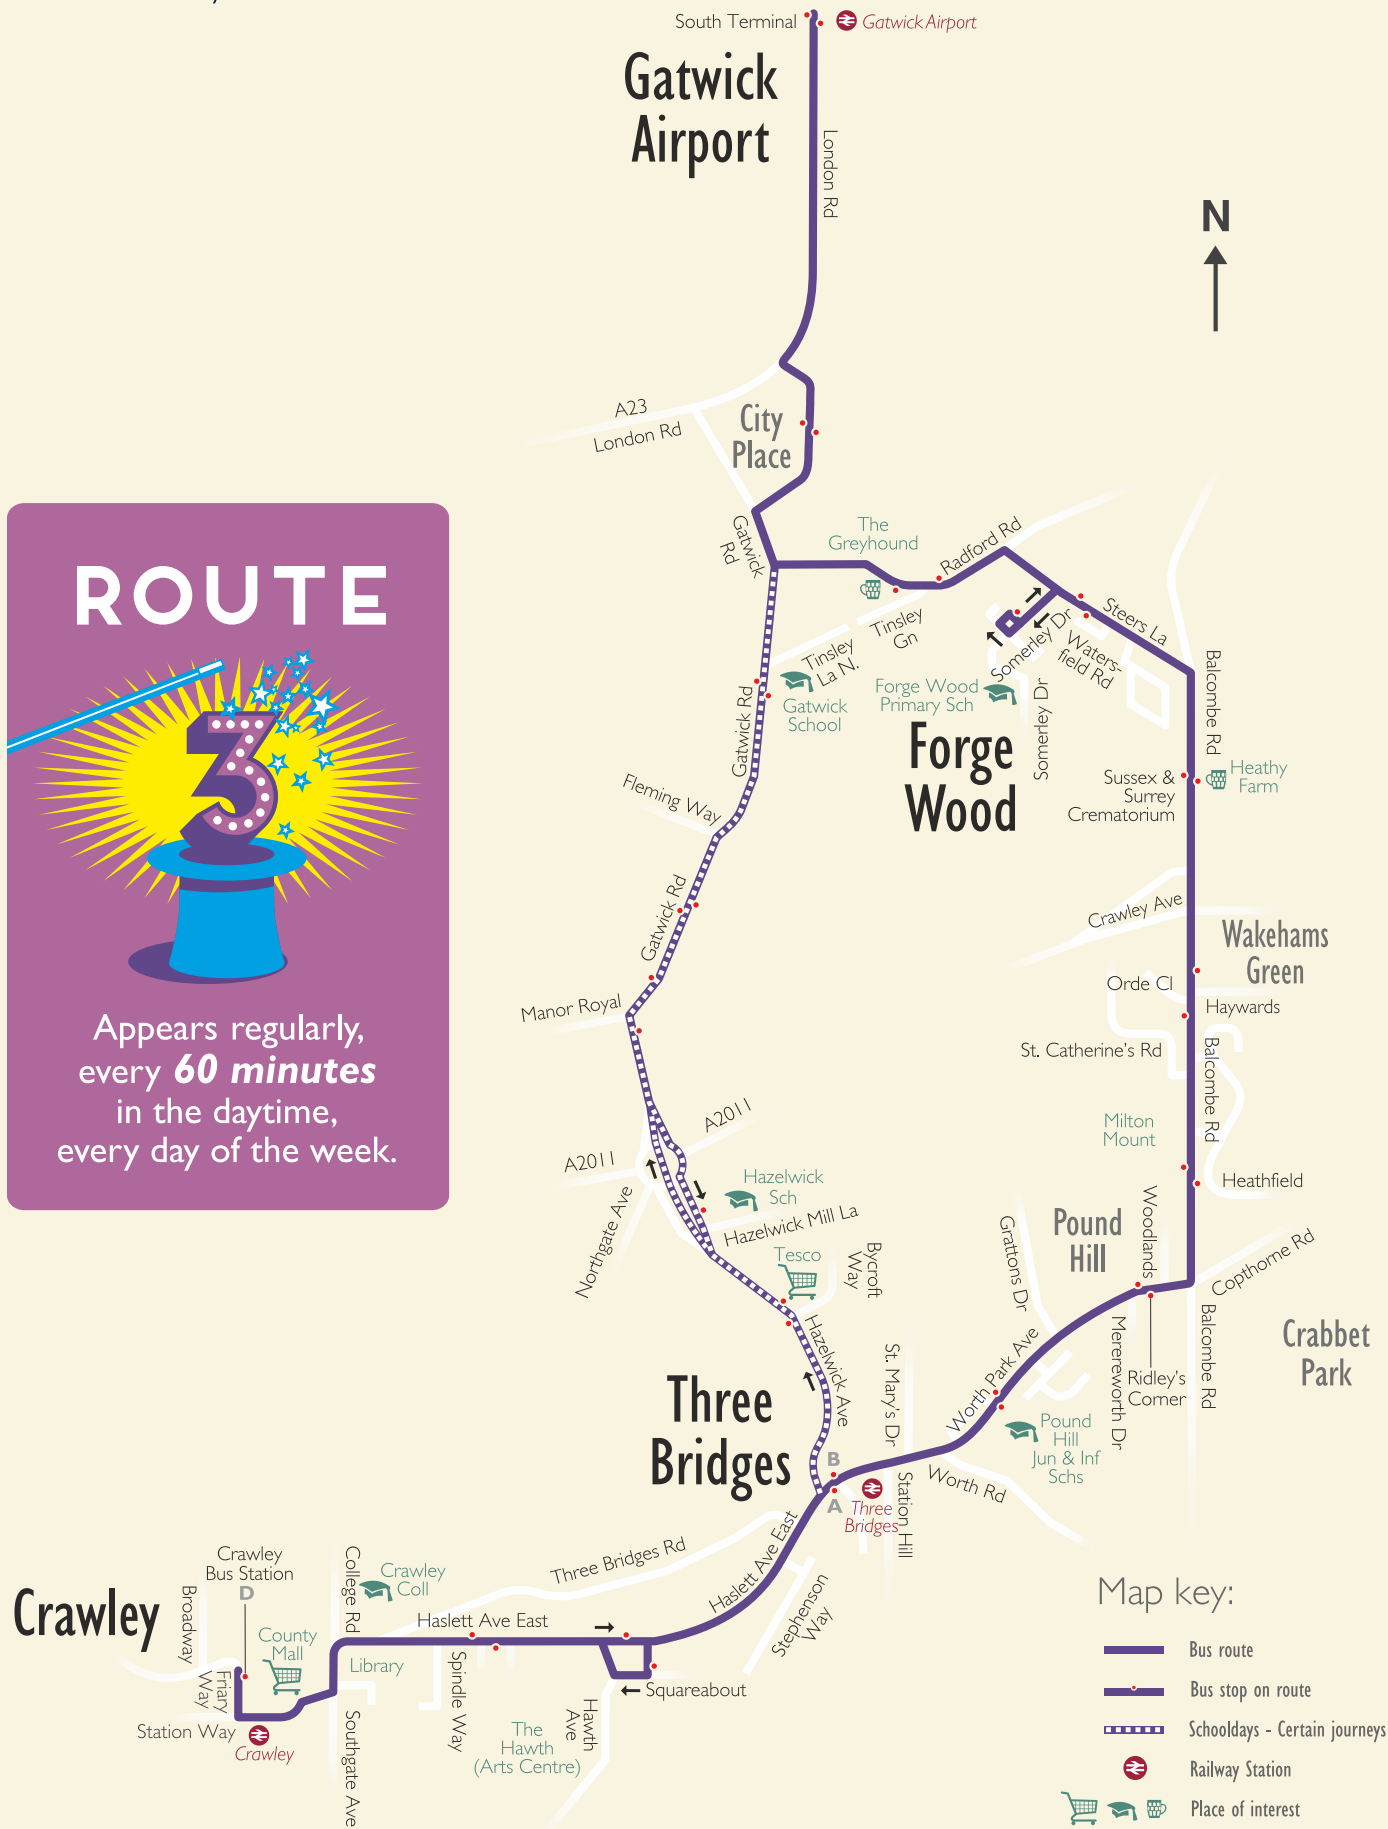 South Terminal
Gatwick Airport
Gatwick
Airport
London Rd
N
A23
London Rd
City
Place
Gatwick
Rd
The
Greyhound
Radford Rd
Tinsley
Gn
Tinsley
La N.
Steers La
Somerley Dr
Waters-
field Rd
Somerley Dr
Balcombe Rd
Gatwick Rd
Gatwick
School
Forge Wood
Primary Sch
Forge
Wood
Sussex &
Surrey
Crematorium
Heathy
Farm
Fleming Way
Gatwick Rd
Crawley Ave
Wakehams
Green
Orde Cl
Haywards
Manor Royal
St. Catherine's Rd
Balcombe Rd
ROUTE
3
Appears regularly,
every 60 minutes
in the daytime,
every day of the week.
A2011
A2011
Milton
Mount
Hazelwick
Sch
Hazelwick Mill La
Northgate Ave
Heathfield
Woodlands
Pound
Hill
Grattons Dr
Copthorne Rd
Tesco
Bycroft
Way
Hazelwick Ave
Balcombe Rd
Crabbet
Park
Merereworth Dr
Ridley's
Corner
St. Mary's Dr
Worth Park Ave
Three
Bridges
Pound
Hill
Jun & Inf
Schs
B
A
Three
Bridges
Station Hill
Worth Rd
Haslett Ave East
Three Bridges Rd
Stephenson
Way
Crawley
Crawley
Bus Station
D
Broadway
College Rd
Crawley
Coll
Haslett Ave East
County
Mall
Library
Friary
Way
Spindle Way
Squareabout
Station Way
Crawley
Southgate Ave
The
Hawth
(Arts Centre)
Hawth
Ave
Map key:
Bus route
Bus stop on route
Schooldays - Certain journeys
Railway Station
Place of interest